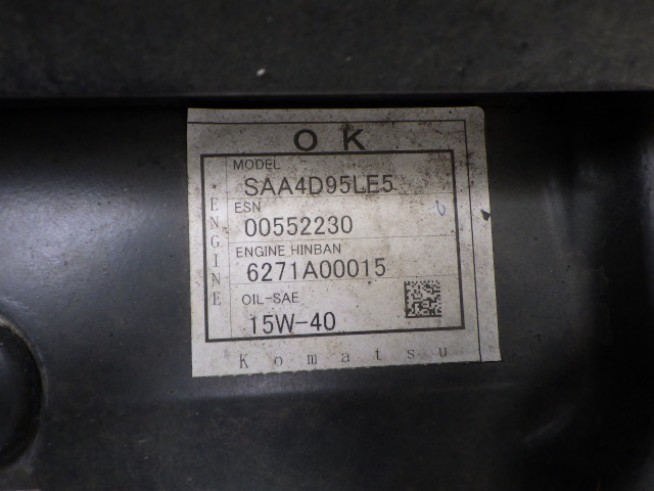 OK
ENGINE
MODEL
SAA4D95LE5
ESN
00552230
ENGINE HINBAN
6271A00015
OIL-SAE
15W-40
Komatsu